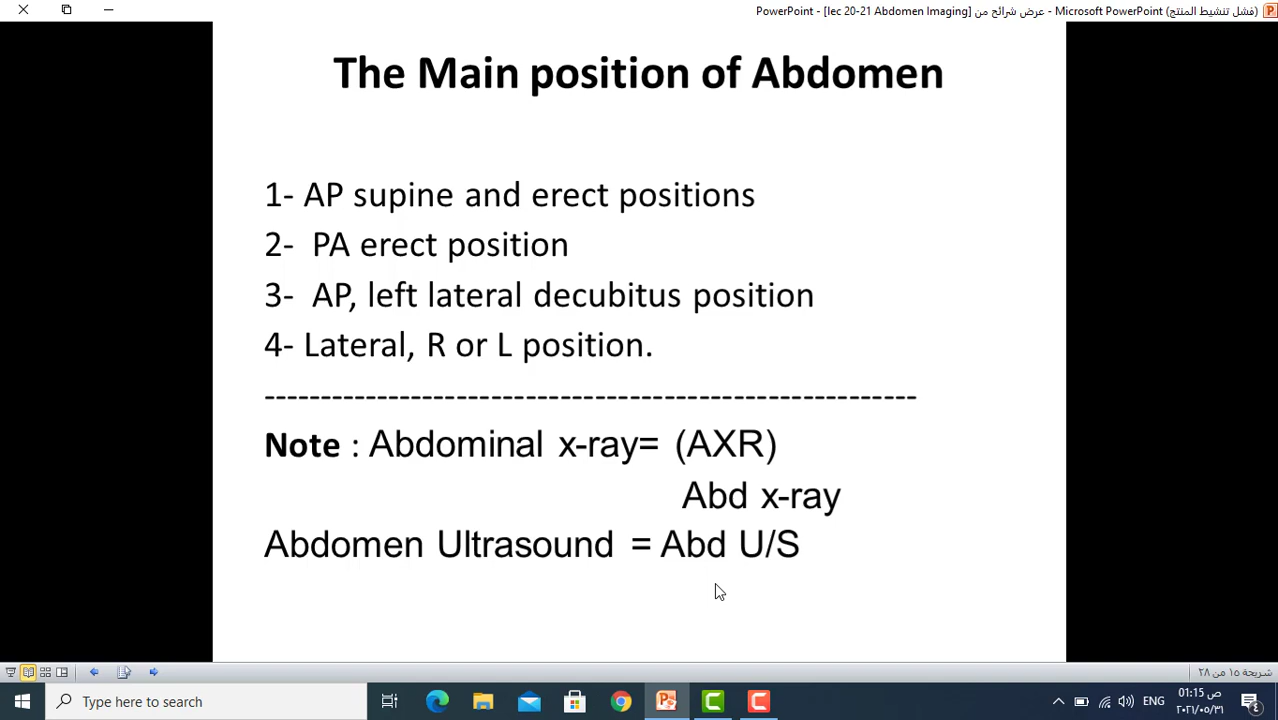 PowerPoint - [lec 20-21 Abdomen Imaging] عرض شرائح من - Microsoft PowerPoint (فشل تنشيط المنتج)
The Main position of Abdomen
1- AP supine and erect positions
2- PA erect position
3- AP, left lateral decubitus position
4- Lateral, R or L position.
----------------------------------------------------------
Note : Abdominal x-ray= (AXR)
Abd x-ray
Abdomen Ultrasound = Abd U/S
شريحة ١٥ من ٢٨
Type here to search
ENG
01:15 ص
٢٠٢١/٠٥/٣١
٤